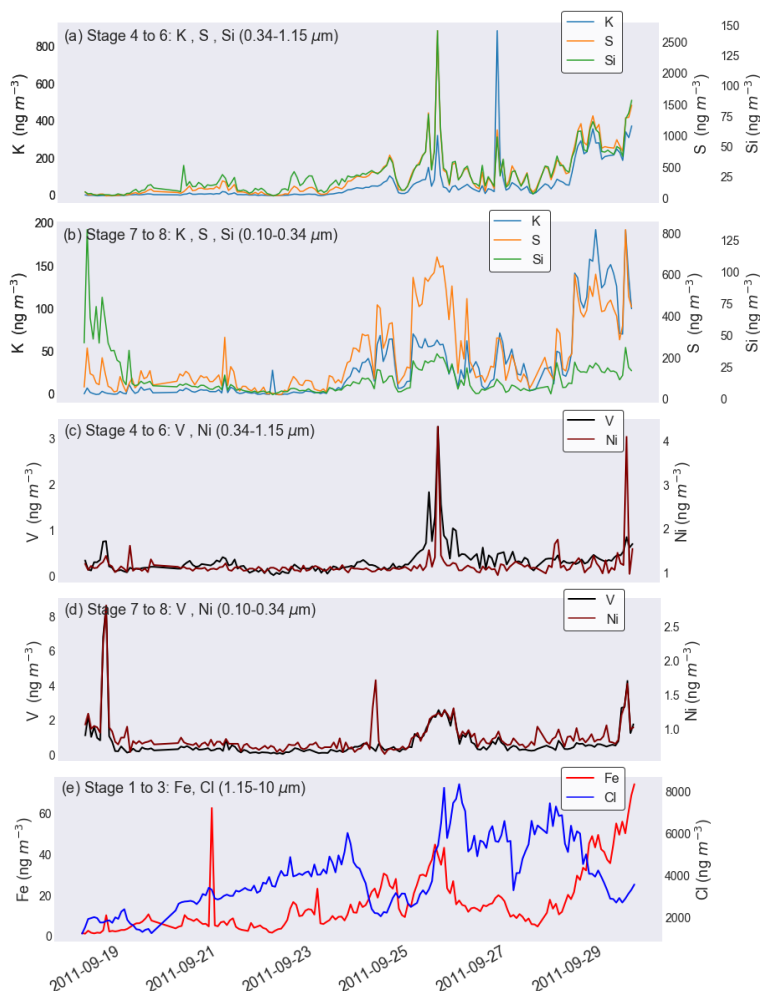 (a) Stage 4 to 6: K , S , Si (0.34-1.15 μm)
K
S
Si
K (ng m⁻³)
800
600
400
200
0
S (ng m⁻³)
2500
2000
1500
1000
500
0
Si (ng m⁻³)
150
100
75
50
25
0
(b) Stage 7 to 8: K , S , Si (0.10-0.34 μm)
K
S
Si
K (ng m⁻³)
200
150
100
50
0
S (ng m⁻³)
800
600
400
200
0
Si (ng m⁻³)
125
100
75
50
25
0
(c) Stage 4 to 6: V , Ni (0.34-1.15 μm)
V
Ni
V (ng m⁻³)
3
2
1
0
Ni (ng m⁻³)
4
3
2
1
(d) Stage 7 to 8: V , Ni (0.10-0.34 μm)
V
Ni
V (ng m⁻³)
8
6
4
2
0
Ni (ng m⁻³)
2.5
2.0
1.5
1.0
(e) Stage 1 to 3: Fe, Cl (1.15-10 μm)
Fe
Cl
Fe (ng m⁻³)
60
40
20
0
Cl (ng m⁻³)
8000
6000
4000
2000
2011-09-19
2011-09-21
2011-09-23
2011-09-25
2011-09-27
2011-09-29